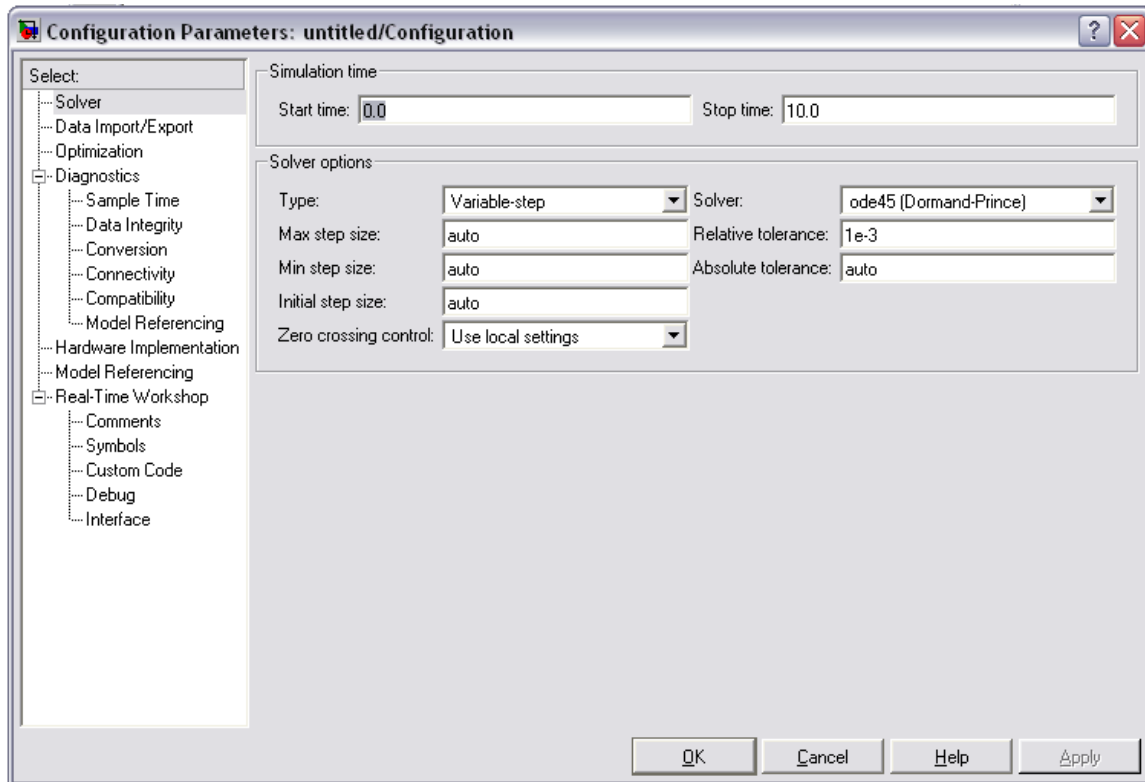 Configuration Parameters: untitled/Configuration
Select:
Solver
Data Import/Export
Optimization
Diagnostics
Sample Time
Data Integrity
Conversion
Connectivity
Compatibility
Model Referencing
Hardware Implementation
Model Referencing
Real-Time Workshop
Comments
Symbols
Custom Code
Debug
Interface
Simulation time
Start time: 0.0 Stop time: 10.0
Solver options
Type: Variable-step Solver: ode45 (Dormand-Prince)
Max step size: auto Relative tolerance: 1e-3
Min step size: auto Absolute tolerance: auto
Initial step size: auto
Zero crossing control: Use local settings
OK Cancel Help Apply